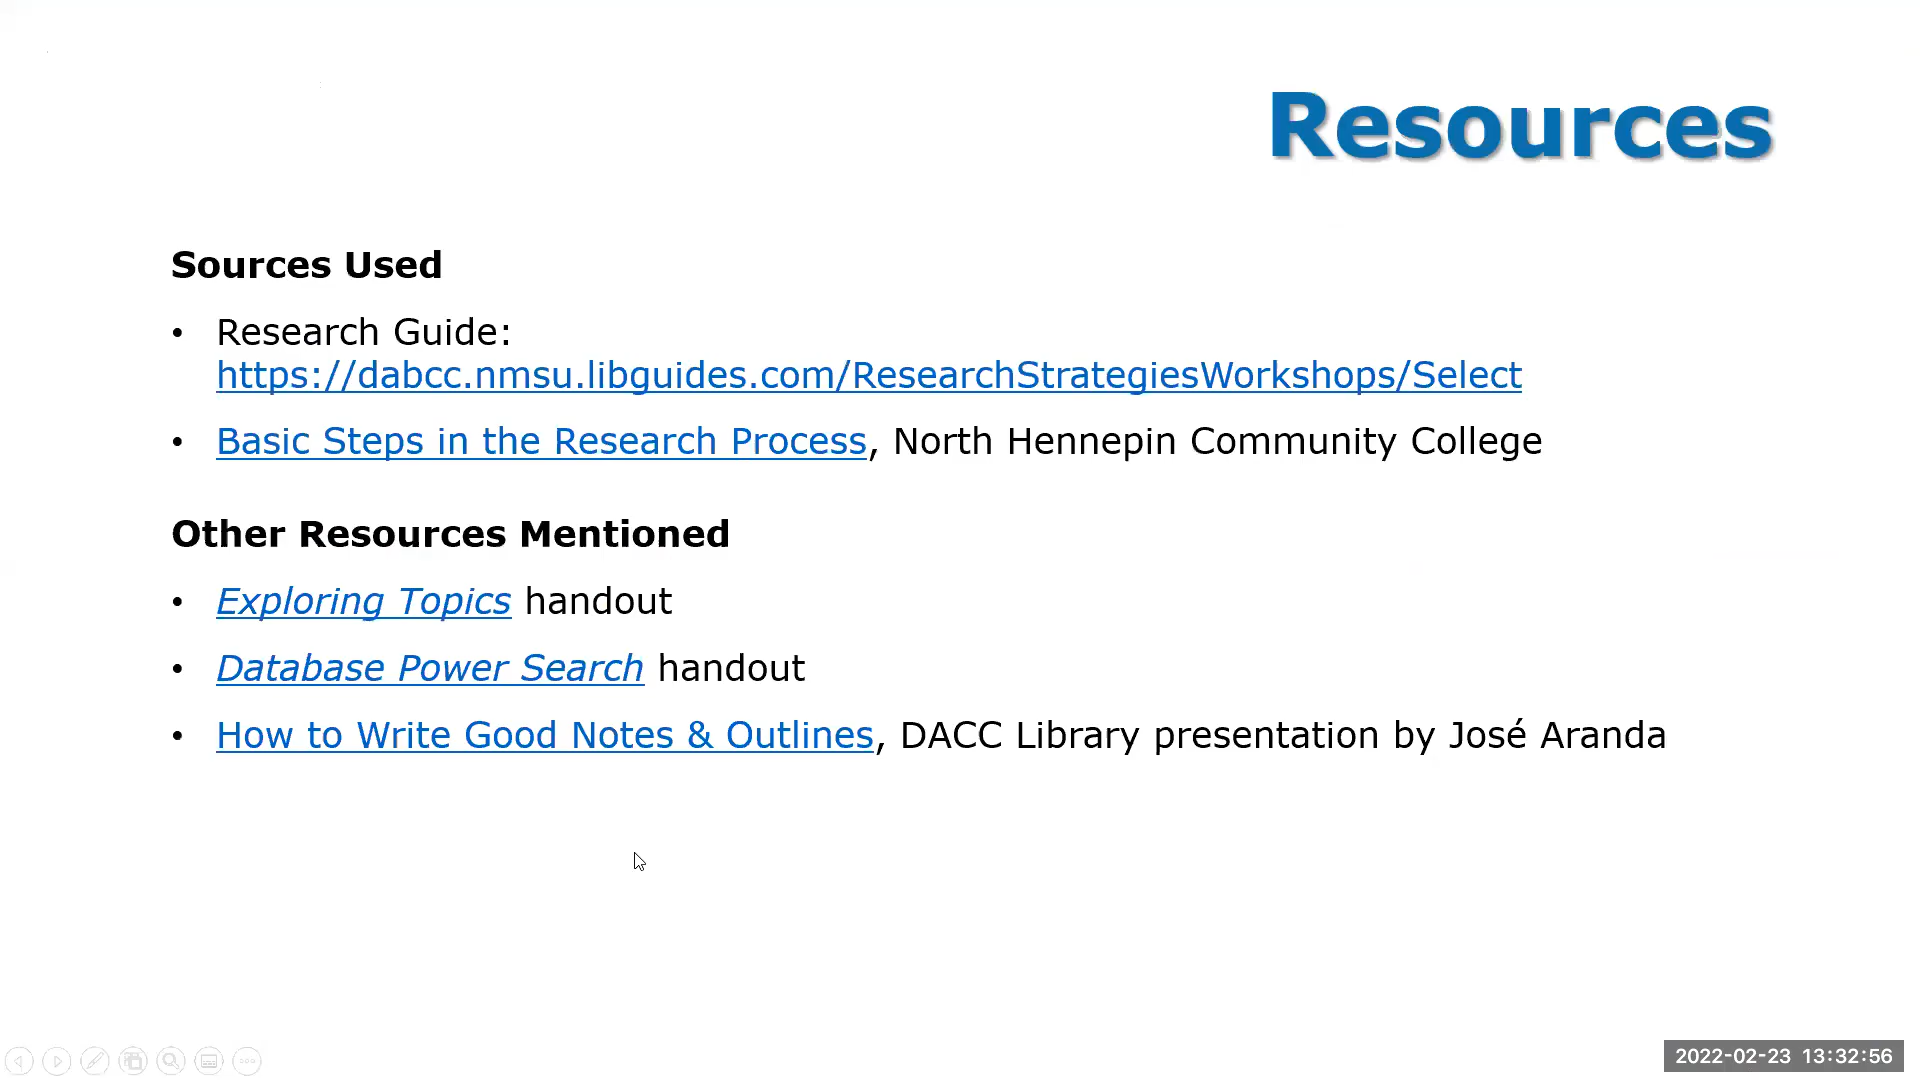 Resources
Sources Used
• Research Guide:
https://dabcc.nmsu.libguides.com/ResearchStrategiesWorkshops/Select
• Basic Steps in the Research Process, North Hennepin Community College
Other Resources Mentioned
• Exploring Topics handout
• Database Power Search handout
• How to Write Good Notes & Outlines, DACC Library presentation by José Aranda
2022-02-23 13:32:56